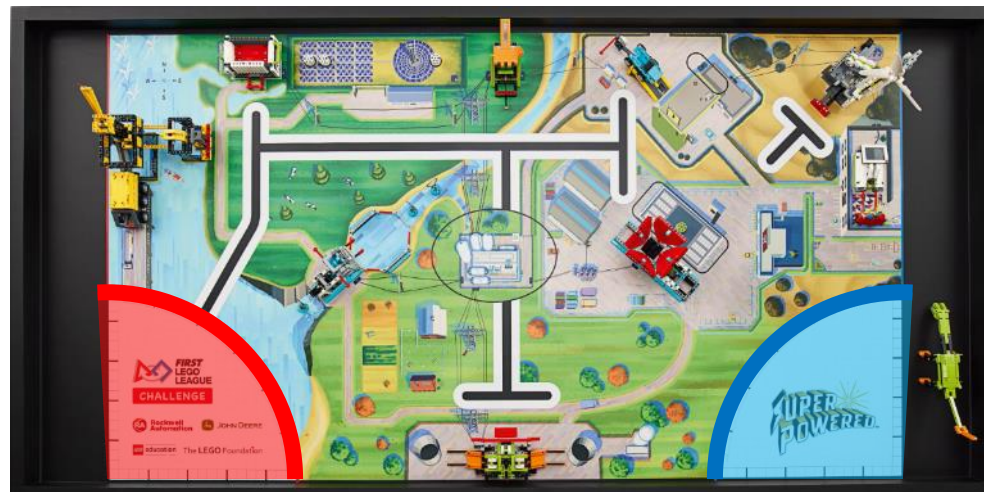 FIRST
LEGO
LEAGUE
CHALLENGE
Rockwell
Automation
JOHN DEERE
education
The LEGO Foundation
SUPER
POWERED